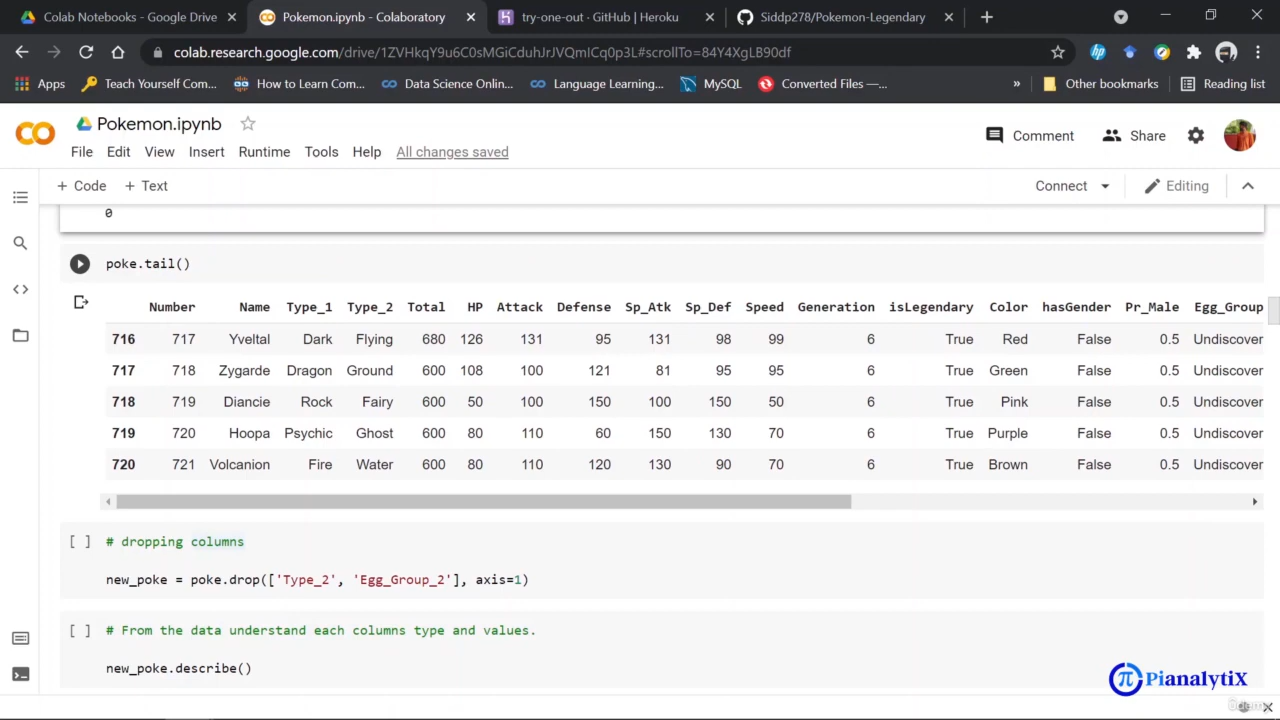 Colab Notebooks - Google Drive
Pokemon.ipynb - Colaboratory
try-one-out · GitHub | Heroku
Siddp278/Pokemon-Legendary
colab.research.google.com/drive/1ZVHkqY9u6C0sMGiCduhJrJVQmICq0p3L#scrollTo=84Y4XgLB90df
Apps Teach Yourself Com... How to Learn Com... Data Science Online... Language Learning... MySQL Converted Files —... » Other bookmarks Reading list
Pokemon.ipynb
Comment Share
File Edit View Insert Runtime Tools Help All changes saved
+ Code + Text Connect Editing
0
poke.tail()
Number Name Type_1 Type_2 Total HP Attack Defense Sp_Atk Sp_Def Speed Generation isLegendary Color hasGender Pr_Male Egg_Group
716 717 Yveltal Dark Flying 680 126 131 95 131 98 99 6 True Red False 0.5 Undiscover
717 718 Zygarde Dragon Ground 600 108 100 121 81 95 95 6 True Green False 0.5 Undiscover
718 719 Diancie Rock Fairy 600 50 100 150 100 150 50 6 True Pink False 0.5 Undiscover
719 720 Hoopa Psychic Ghost 600 80 110 60 150 130 70 6 True Purple False 0.5 Undiscover
720 721 Volcanion Fire Water 600 80 110 120 130 90 70 6 True Brown False 0.5 Undiscover
[ ] # dropping columns
new_poke = poke.drop(['Type_2', 'Egg_Group_2'], axis=1)
[ ] # From the data understand each columns type and values.
new_poke.describe()
PianalytiX